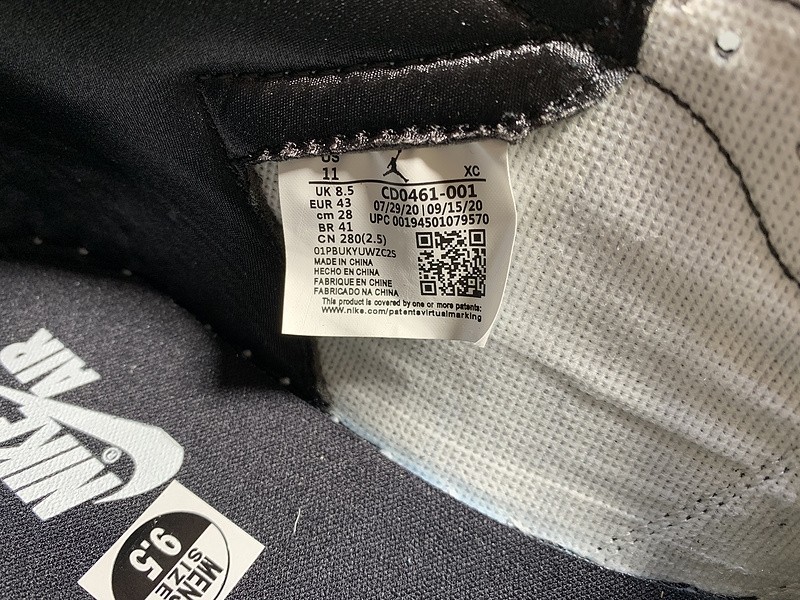 US
11
XC
UK 8.5
EUR 43
cm 28
BR 41
CN 280(2.5)
CD0461-001
07/29/20 | 09/15/20
UPC 00194501079570
01PBUKYUWZC2S
MADE IN CHINA
HECHO EN CHINA
FABRIQUE EN CHINE
FABRICADO NA CHINA
This product is covered by one or more patents:
www.nike.com/patentsvirtualmarking
NIKE
AIR
®
MENS
SIZE
9.5